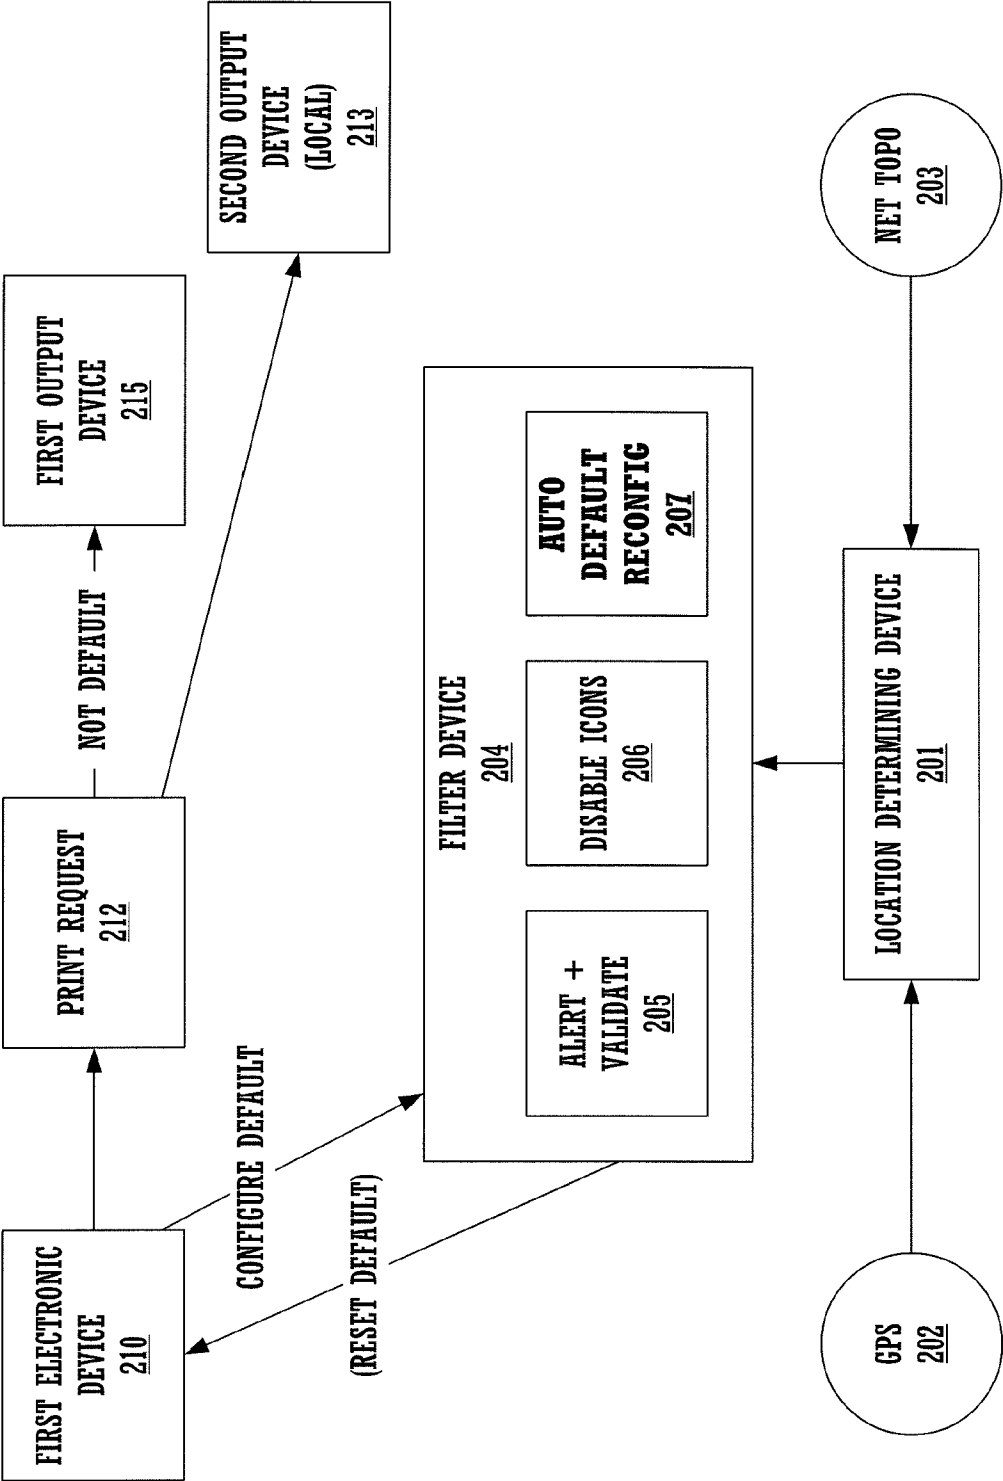 FIRST ELECTRONIC
DEVICE
210
PRINT REQUEST
212
NOT DEFAULT
FIRST OUTPUT
DEVICE
215
SECOND OUTPUT
DEVICE
(LOCAL)
213
CONFIGURE DEFAULT
(RESET DEFAULT)
FILTER DEVICE
204
ALERT +
VALIDATE
205
DISABLE ICONS
206
AUTO
DEFAULT
RECONFIG
207
GPS
202
LOCATION DETERMINING DEVICE
201
NET TOPO
203